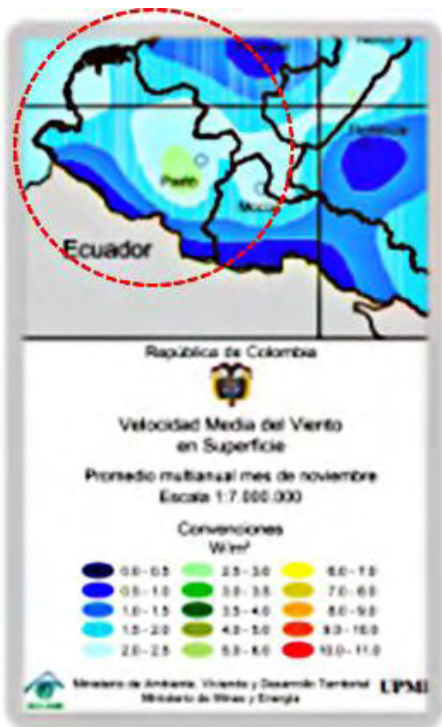 Pasto
Mocoa
Ecuador
República de Colombia
Velocidad Media del Viento
en Superficie
Promedio multianual mes de noviembre
Escala 1:7.000.000
Convenciones
W/m²
0.0 - 0.5 2.5 - 3.0 6.0 - 7.0
0.5 - 1.0 3.0 - 3.5 7.0 - 8.0
1.0 - 1.5 3.5 - 4.0 8.0 - 9.0
1.5 - 2.0 4.0 - 5.0 9.0 - 10.0
2.0 - 2.5 5.0 - 6.0 10.0 - 11.0
Ministerio de Ambiente, Vivienda y Desarrollo Territorial
Ministerio de Minas y Energía